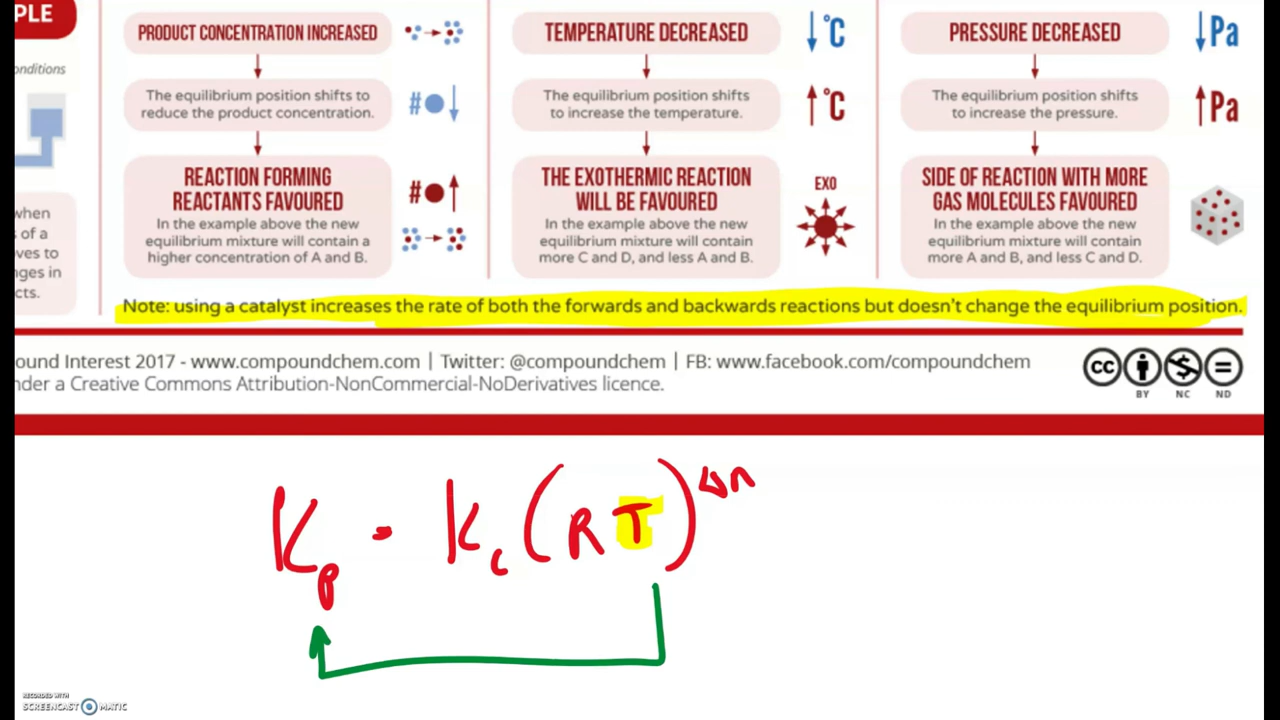 PLE
onditions
when
s of a
ves to
nges in
cts.
PRODUCT CONCENTRATION INCREASED
The equilibrium position shifts to
reduce the product concentration.
#
REACTION FORMING
REACTANTS FAVOURED
#
In the example above the new
equilibrium mixture will contain a
higher concentration of A and B.
TEMPERATURE DECREASED
°C
The equilibrium position shifts
to increase the temperature.
°C
THE EXOTHERMIC REACTION
WILL BE FAVOURED
EXO
In the example above the new
equilibrium mixture will contain
more C and D, and less A and B.
PRESSURE DECREASED
Pa
The equilibrium position shifts
to increase the pressure.
Pa
SIDE OF REACTION WITH MORE
GAS MOLECULES FAVOURED
In the example above the new
equilibrium mixture will contain
more A and B, and less C and D.
Note: using a catalyst increases the rate of both the forwards and backwards reactions but doesn't change the equilibrium position.
ound Interest 2017 - www.compoundchem.com | Twitter: @compoundchem | FB: www.facebook.com/compoundchem
nder a Creative Commons Attribution-NonCommercial-NoDerivatives licence.
cc $ =
BY NC ND
Kp = Kc (RT)^Δn
RECORDED WITH
SCREENCAST MATIC